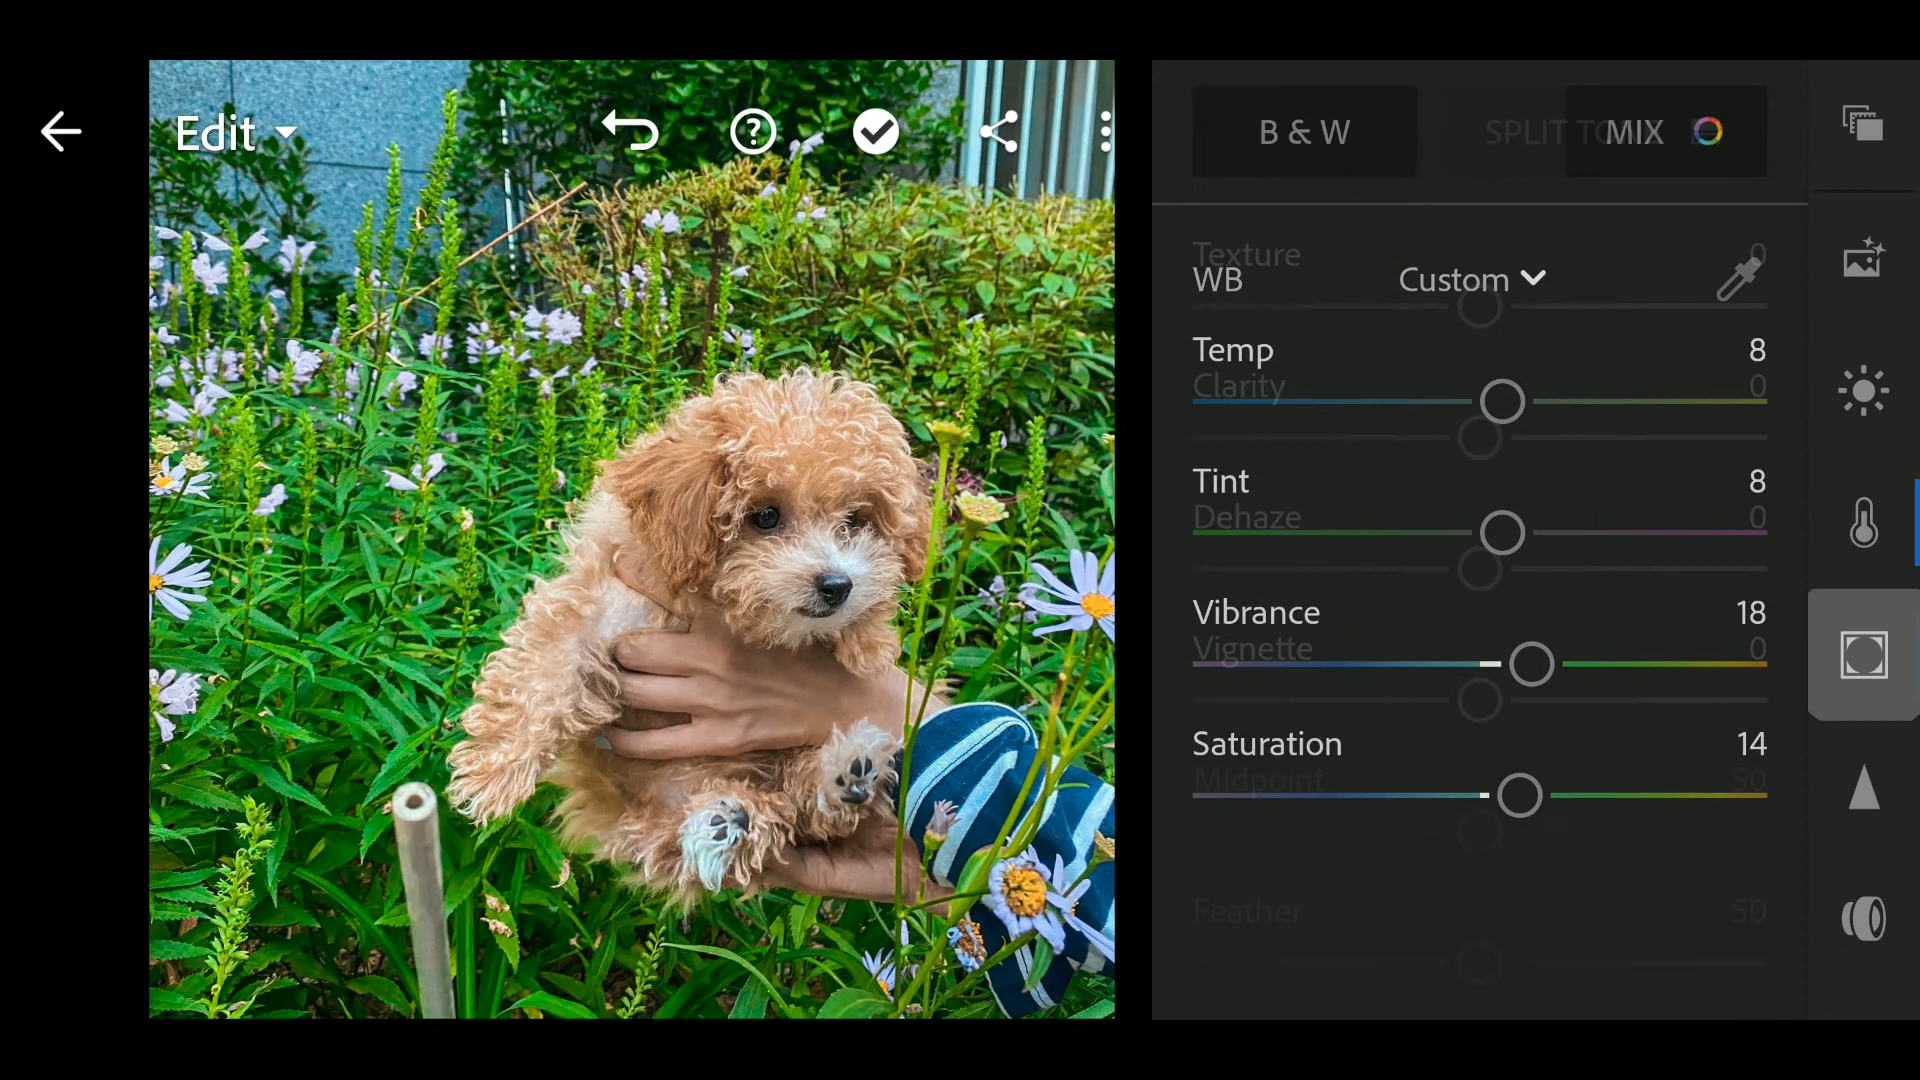 Edit
B & W
SPLIT TO
MIX
Texture 0
WB Custom
Temp 8
Clarity 0
Tint 8
Dehaze 0
Vibrance 18
Vignette 0
Saturation 14
Midpoint 50
Feather 50